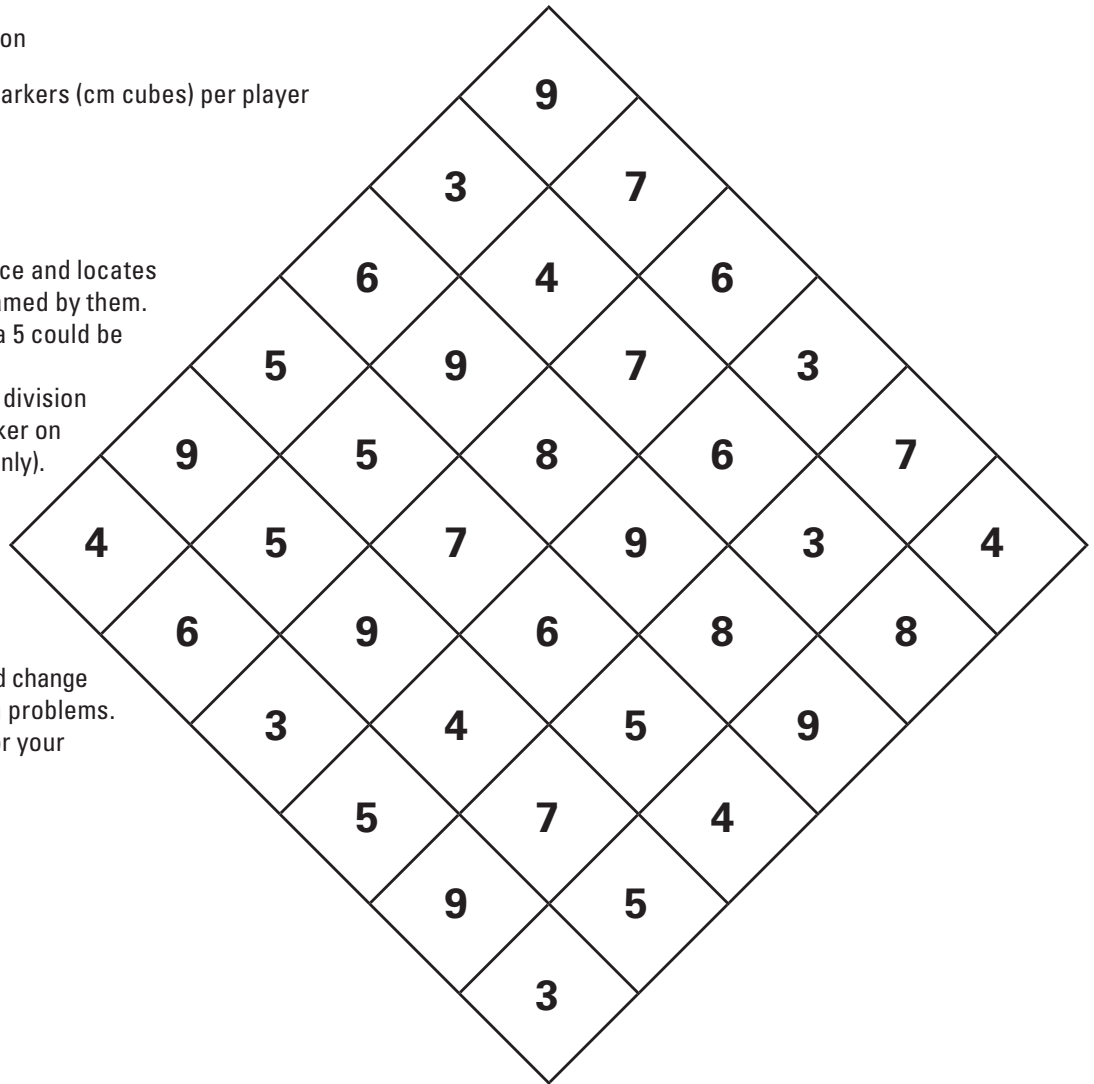 on
arkers (cm cubes) per player
9
3 7
ce and locates
6 4 6
amed by them.
a 5 could be
5 9 7 3
division
ker on
9 5 8 6 7
nly).
4 5 7 9 3 4
6 9 6 8 8
d change
problems.
3 4 5 9
or your
5 7 4
9 5
3